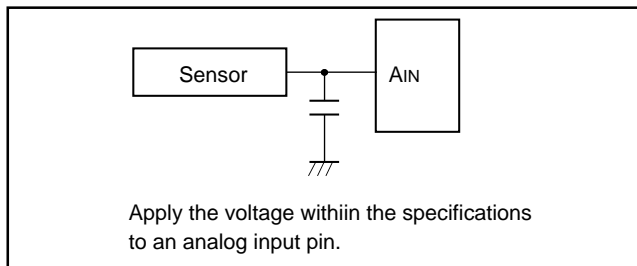 Sensor
AIN
Apply the voltage withiin the specifications
to an analog input pin.